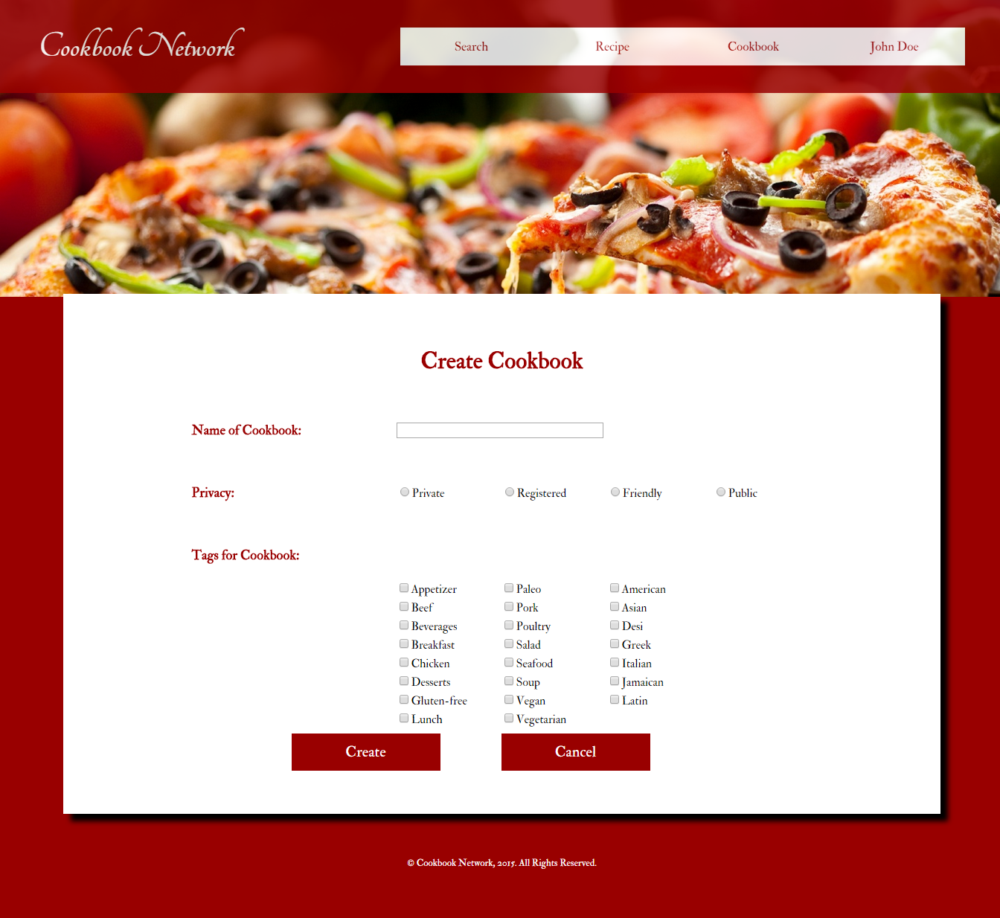 Cookbook Network
Search Recipe Cookbook John Doe
Create Cookbook
Name of Cookbook:
Privacy: Private Registered Friendly Public
Tags for Cookbook:
Appetizer Paleo American
Beef Pork Asian
Beverages Poultry Desi
Breakfast Salad Greek
Chicken Seafood Italian
Desserts Soup Jamaican
Gluten-free Vegan Latin
Lunch Vegetarian
Create Cancel
© Cookbook Network, 2015. All Rights Reserved.